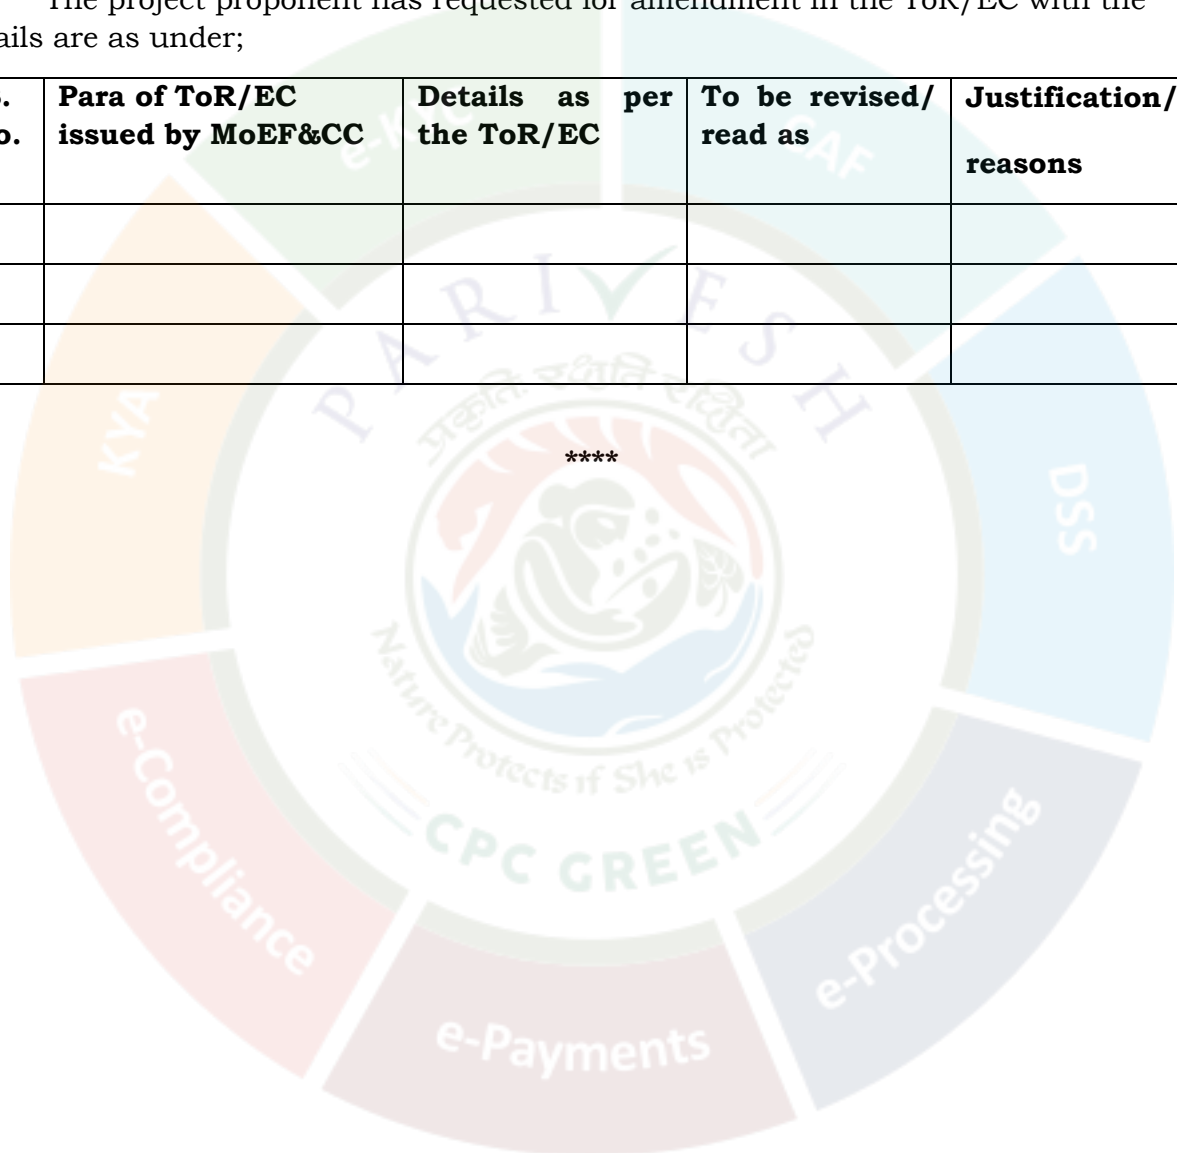 The project proponent has requested for amendment in the ToR/EC with the
ails are as under;
Para of ToR/EC Details as per To be revised/ Justification/
o. issued by MoEF&CC the ToR/EC read as reasons
e-KYC
CAF
PARIVESH
प्रकृतिः रक्षति रक्षिता
KYA
DSS
****
Nature Protects if She is Protected
CPC GREEN
e-Compliance
e-Processing
e-Payments